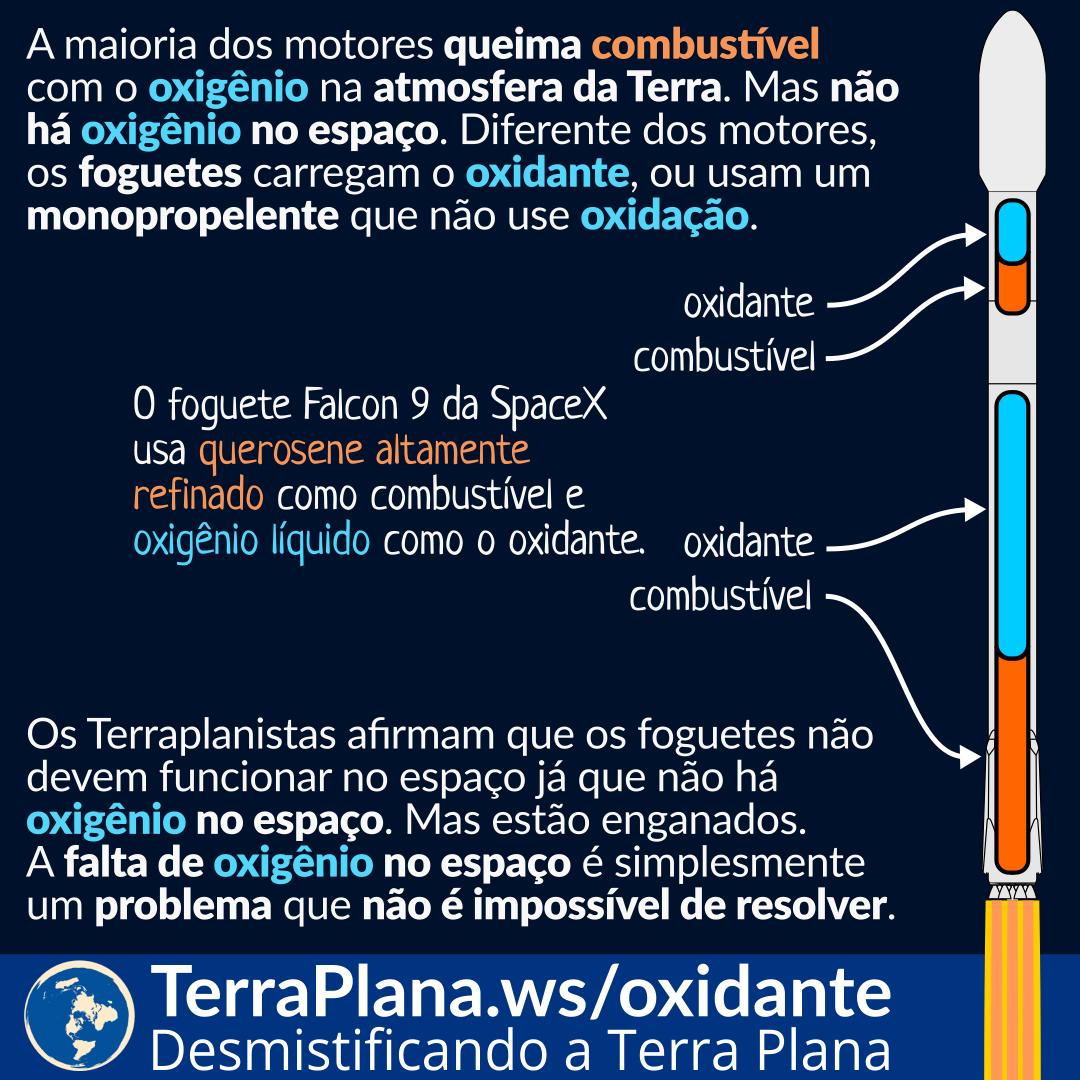 A maioria dos motores queima combustível
com o oxigênio na atmosfera da Terra. Mas não
há oxigênio no espaço. Diferente dos motores,
os foguetes carregam o oxidante, ou usam um
monopropelente que não use oxidação.
oxidante
combustível
O foguete Falcon 9 da SpaceX
usa querosene altamente
refinado como combustível e
oxigênio líquido como o oxidante.
oxidante
combustível
Os Terraplanistas afirmam que os foguetes não
devem funcionar no espaço já que não há
oxigênio no espaço. Mas estão enganados.
A falta de oxigênio no espaço é simplesmente
um problema que não é impossível de resolver.
TerraPlana.ws/oxidante
Desmistificando a Terra Plana